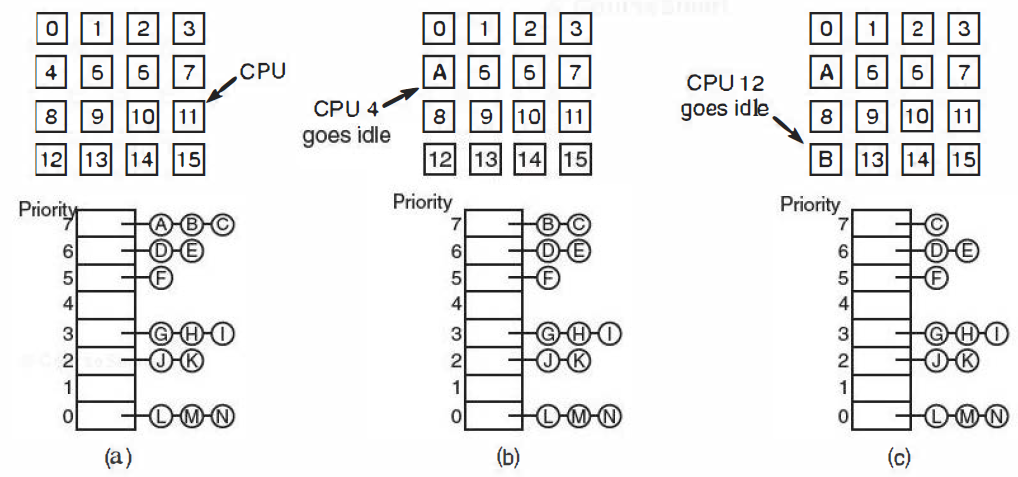 (a)
0 1 2 3
4 5 6 7
CPU
8 9 10 11
12 13 14 15
Priority
7 A B C
6 D E
5 F
4
3 G H I
2 J K
1
0 L M N
(b)
0 1 2 3
A 5 6 7
CPU 4
goes idle
8 9 10 11
12 13 14 15
Priority
7 B C
6 D E
5 F
4
3 G H I
2 J K
1
0 L M N
(c)
0 1 2 3
A 5 6 7
CPU 12
goes idle
8 9 10 11
B 13 14 15
Priority
7 C
6 D E
5 F
4
3 G H I
2 J K
1
0 L M N